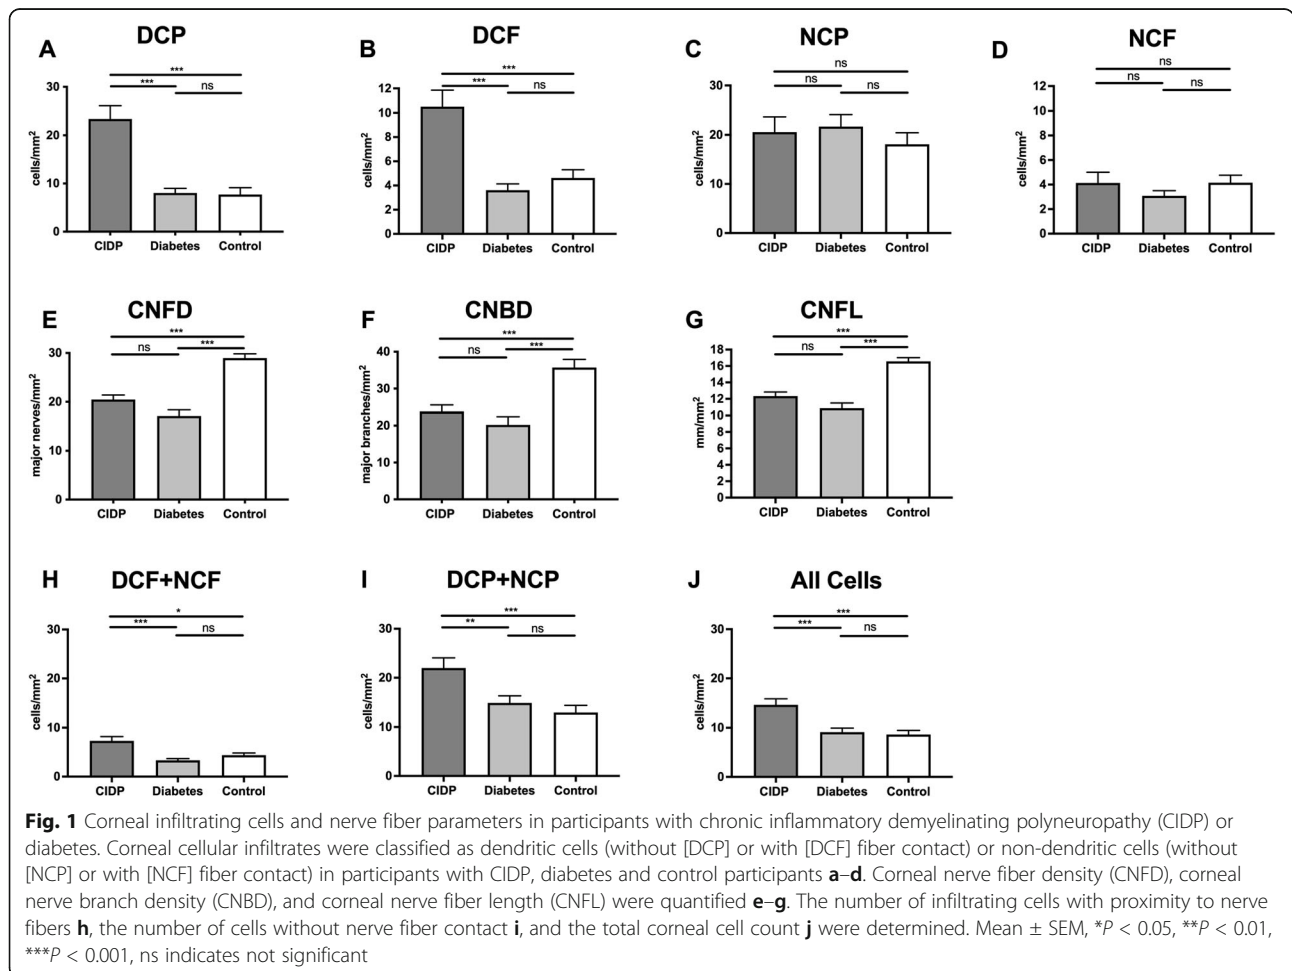 A DCP
***
*** ns
30
20
10
0
cells/mm²
CIDP Diabetes Control
B DCF
***
*** ns
12
10
8
6
4
2
0
cells/mm²
CIDP Diabetes Control
C NCP
ns
ns ns
30
20
10
0
cells/mm²
CIDP Diabetes Control
D NCF
ns
ns ns
12
10
8
6
4
2
0
cells/mm²
CIDP Diabetes Control
E CNFD
***
ns ***
30
20
10
0
major nerves/mm²
CIDP Diabetes Control
F CNBD
***
ns ***
40
30
20
10
0
major branches/mm²
CIDP Diabetes Control
G CNFL
***
ns ***
18
16
14
12
10
8
6
4
2
0
mm/mm²
CIDP Diabetes Control
H DCF+NCF
*
*** ns
30
20
10
0
cells/mm²
CIDP Diabetes Control
I DCP+NCP
***
** ns
30
20
10
0
cells/mm²
CIDP Diabetes Control
J All Cells
***
*** ns
30
20
10
0
cells/mm²
CIDP Diabetes Control
Fig. 1 Corneal infiltrating cells and nerve fiber parameters in participants with chronic inflammatory demyelinating polyneuropathy (CIDP) or
diabetes. Corneal cellular infiltrates were classified as dendritic cells (without [DCP] or with [DCF] fiber contact) or non-dendritic cells (without
[NCP] or with [NCF] fiber contact) in participants with CIDP, diabetes and control participants a–d. Corneal nerve fiber density (CNFD), corneal
nerve branch density (CNBD), and corneal nerve fiber length (CNFL) were quantified e–g. The number of infiltrating cells with proximity to nerve
fibers h, the number of cells without nerve fiber contact i, and the total corneal cell count j were determined. Mean ± SEM, *P < 0.05, **P < 0.01,
***P < 0.001, ns indicates not significant